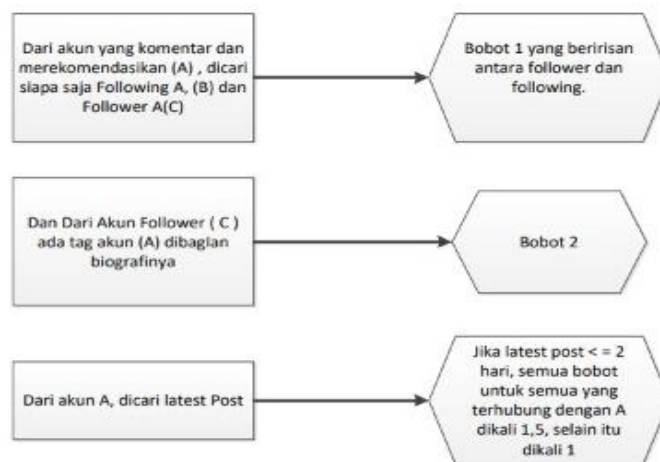 Dari akun yang komentar dan
merekomendasikan (A) , dicari
siapa saja Following A, (B) dan
Follower A(C)
Bobot 1 yang beririsan
antara follower dan
following.
Dan Dari Akun Follower ( C )
ada tag akun (A) dibagian
biografinya
Bobot 2
Dari akun A, dicari latest Post
Jika latest post < = 2
hari, semua bobot
untuk semua yang
terhubung dengan A
dikali 1,5, selain itu
dikali 1